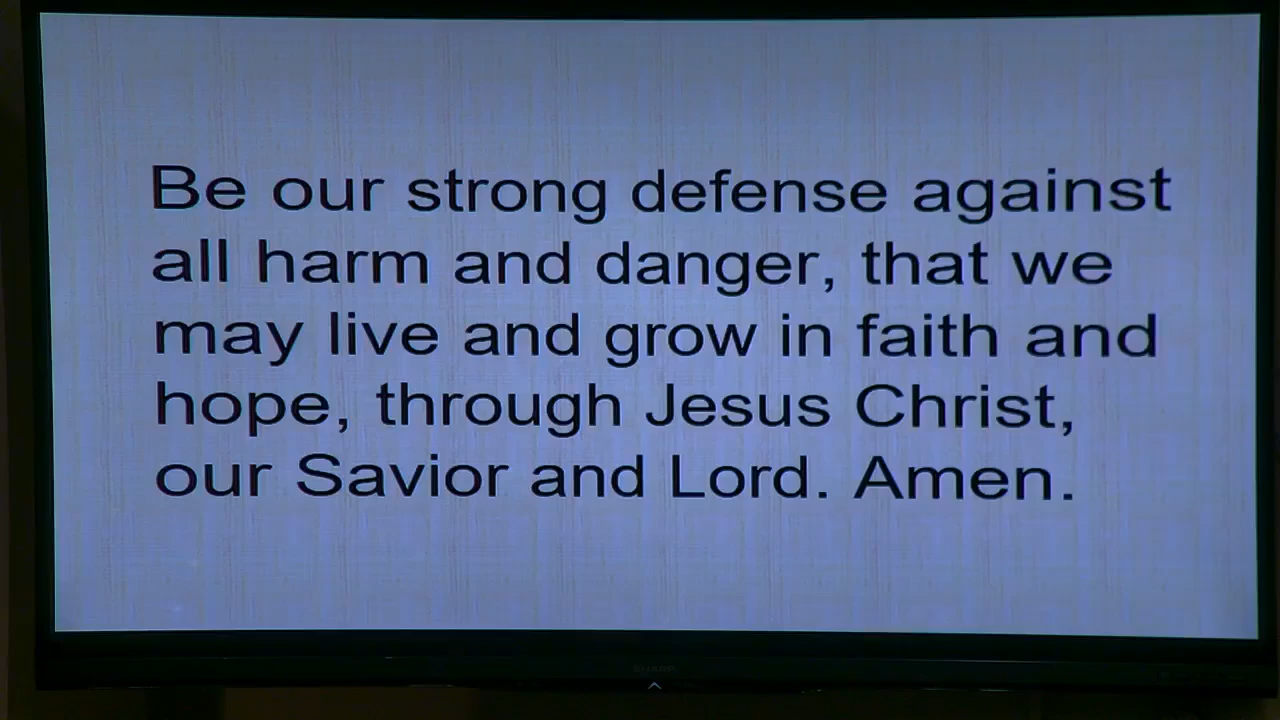 Be our strong defense against
all harm and danger, that we
may live and grow in faith and
hope, through Jesus Christ,
our Savior and Lord. Amen.
SHARP